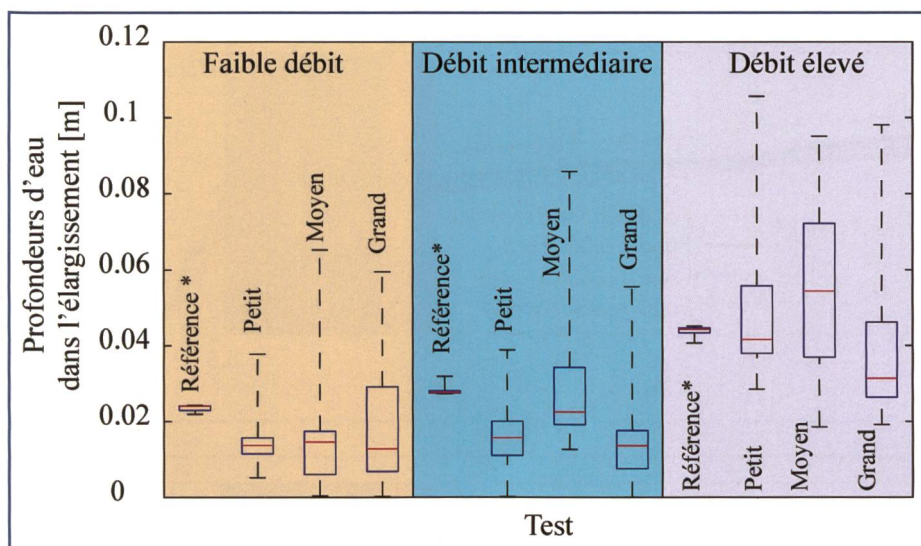 Profondeurs d'eau
dans l'élargissement [m]
0.12
0.1
0.08
0.06
0.04
0.02
0
Faible débit
Référence *
Petit
Moyen
Grand
Débit intermédiaire
Référence*
Petit
Moyen
Grand
Débit élevé
Référence*
Petit
Moyen
Grand
Test